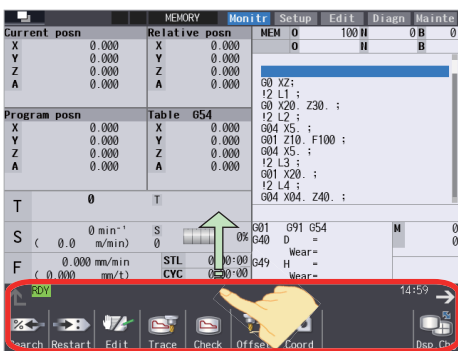 MEMORY Monitr Setup Edit Diagn Mainte
Current posn Relative posn MEM O 100 N 0 B 0
X 0.000 X 0.000 O N B
Y 0.000 Y 0.000
Z 0.000 Z 0.000
A 0.000 A 0.000
G0 XZ;
!2 L1 ;
G0 X20. Z30. ;
!2 L2 ;
G04 X5. ;
G01 Z10. F100 ;
G04 X5. ;
!2 L3 ;
G01 X20. ;
!2 L4 ;
G04 X04. Z40. ;
Program posn Table G54
X 0.000 X 0.000
Y 0.000 Y 0.000
Z 0.000 Z 0.000
A 0.000 A 0.000
T 0 T
S 0 min⁻¹ S
( 0.0 m/min) 0 0%
F 0.000 mm/min STL
( 0.000 mm/t) CYC
G01 G91 G54 M 0
G40 D = 0
Wear=
G49 H =
Wear=
RDY 14:59
Restart Edit Trace Check Coord